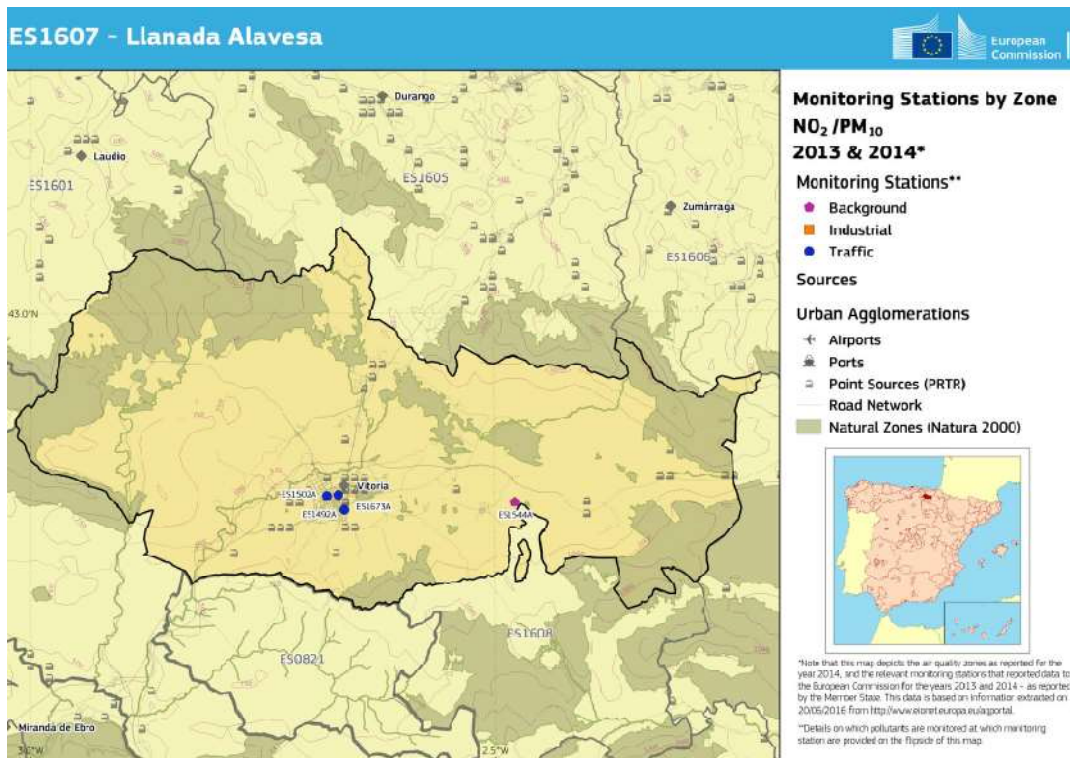 ES1607 - Llanada Alavesa
European
Commission
Durango
Laudio
ES1601
ES1605
Zumárraga
ES1606
43.0°N
Vitoria
ES1502A
ES1492A
ES1673A
ES1544A
ES1608
ES0821
Miranda de Ebro
2.5°W
Monitoring Stations by Zone
NO₂ /PM₁₀
2013 & 2014*
Monitoring Stations**
Background
Industrial
Traffic
Sources
Urban Agglomerations
Airports
Ports
Point Sources (PRTR)
Road Network
Natural Zones (Natura 2000)
*Note that this map depicts the air quality zones as reported for the
year 2014, and the relevant monitoring stations that reported data to
the European Commission for the years 2013 and 2014 - as reported
by the Member State. This data is based on information extracted on
20/06/2016 from http://www.eionet.europa.eu/aqportal.
**Details on which pollutants are monitored at which monitoring
station are provided on the flipside of this map.